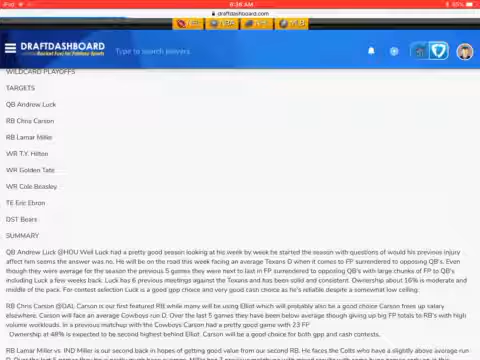 iPad
8:36 AM
85%
draftdashboard.com
NFL NBA NHL MLB
DRAFTDASHBOARD
Rocket Fuel for Fantasy Sports
Type to search players
WILDCARD PLAYOFFS
TARGETS
QB Andrew Luck
RB Chris Carson
RB Lamar Miller
WR T.Y. Hilton
WR Golden Tate
WR Cole Beasley
TE Eric Ebron
DST Bears
SUMMARY
QB Andrew Luck @HOU Well Luck had a pretty good season looking at his week by week he started the season with questions of would his previous injury
affect him seems the answer was no. He will be on the road this week facing an average Texans D when it comes to FP surrendered to opposing QB's. Even
though they were average for the season the previous 5 games they were next to last in FP surrendered to opposing QB's with large chunks of FP to QB's
including Luck a few weeks back. Luck has 6 previous meetings against the Texans and has been solid and consistent. Ownership about 16% is moderate and
middle of the pack. For contest selection Luck is a good gpp choice and very good cash choice as he's reliable despite a somewhat low ceiling.
RB Chris Carson @DAL Carson is our first featured RB while many will be using Elliot which will probably also be a good choice Carson frees up salary
elsewhere. Carson will face an average Cowboys run D. Over the last 5 games they have been below average though giving up big FP totals to RB's with high
volume workloads. In a previous matchup with the Cowboys Carson had a pretty good game with 23 FP
Ownership at 48% is expected to be second highest behind Elliot. Carson will be a good choice for both gpp and cash contests.
RB Lamar Miller vs. IND Miller is our second back in hopes of getting good value from our second RB. He faces the Colts who have a slightly above average run